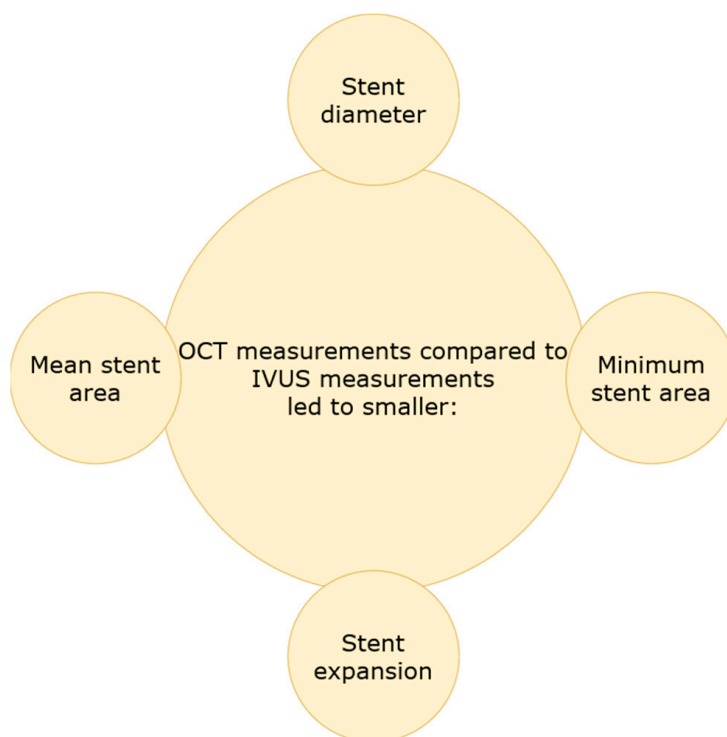 Stent
diameter
Mean stent
area
OCT measurements compared to
IVUS measurements
led to smaller:
Minimum
stent area
Stent
expansion